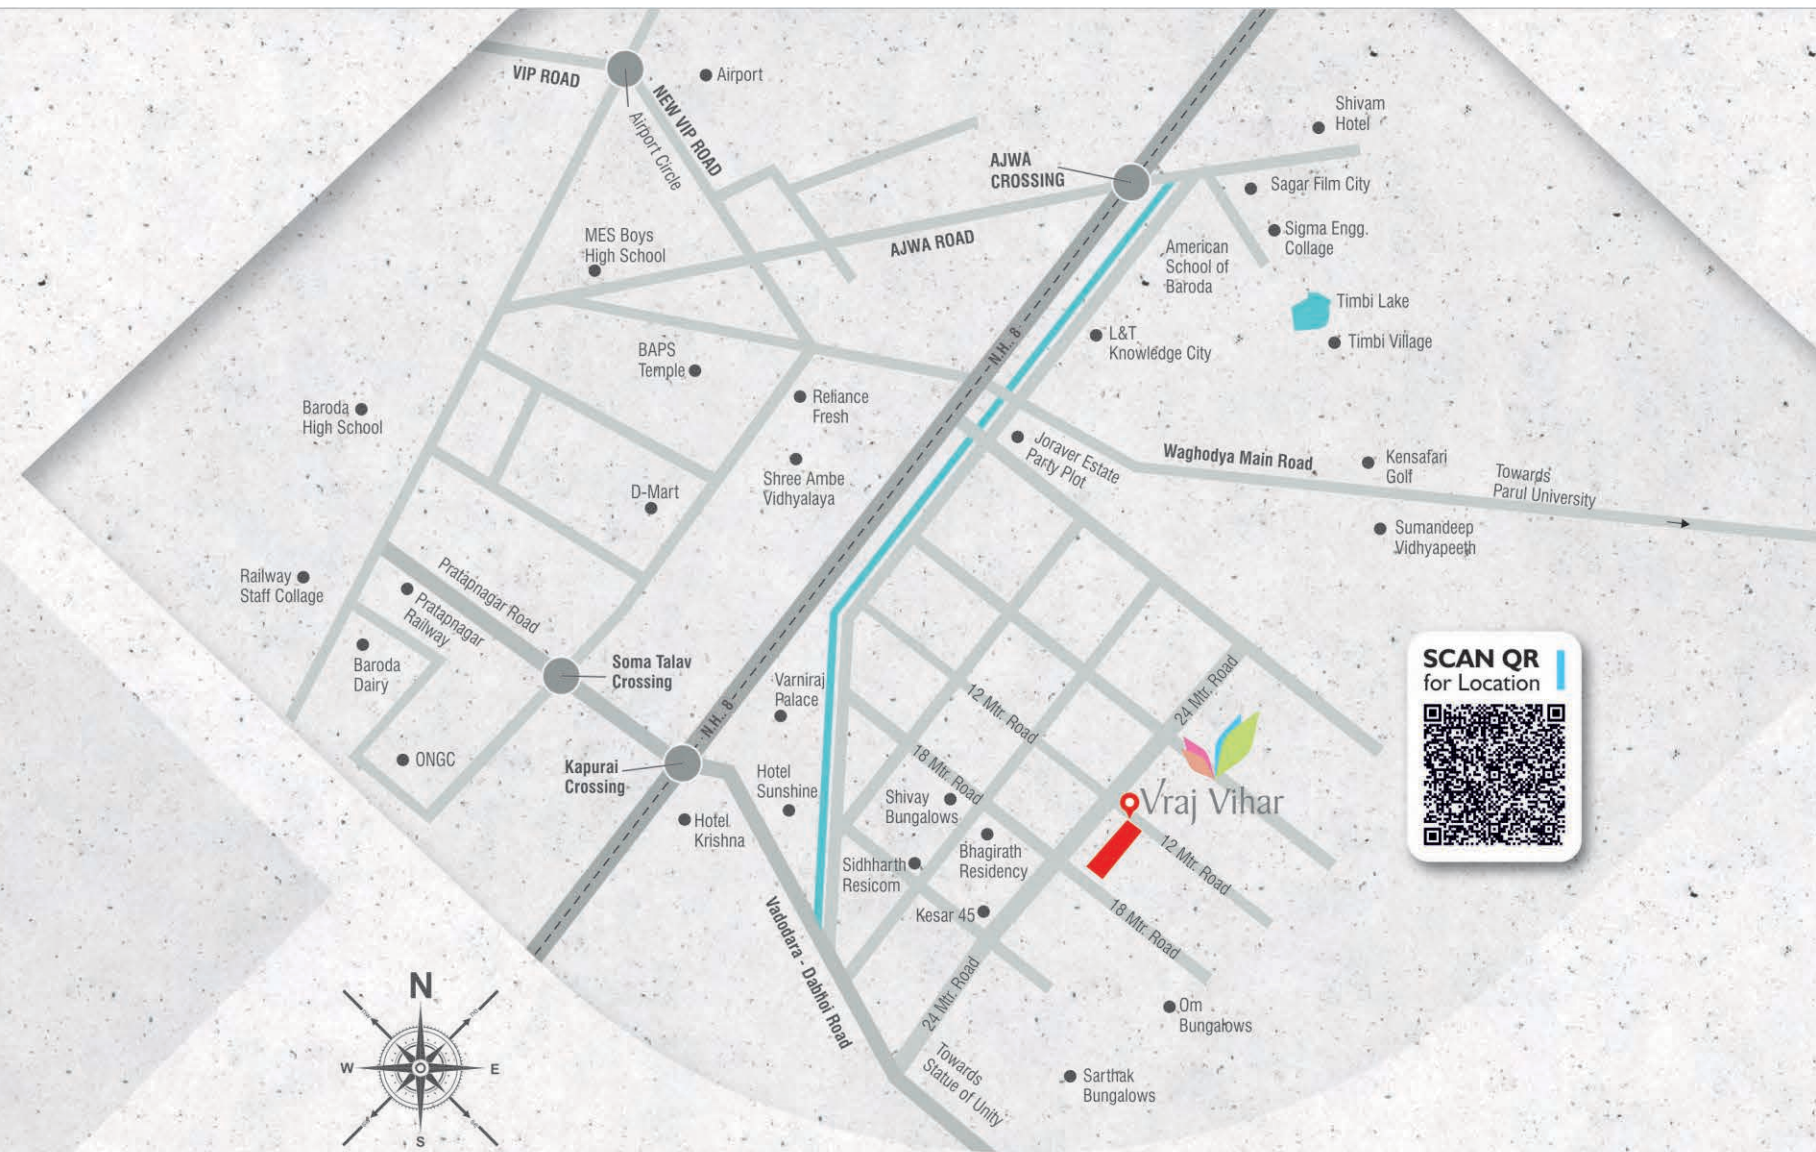 VIP ROAD
Airport
NEW VIP ROAD
Airport Circle
Shivam
Hotel
AJWA
CROSSING
Sagar Film City
MES Boys
High School
AJWA ROAD
Sigma Engg.
Collage
American
School of
Baroda
Timbi Lake
Timbi Village
L&T
Knowledge City
N.H.. 8
BAPS
Temple
Reliance
Fresh
Baroda
High School
Joraver Estate
Party Plot
Waghodya Main Road
Kensafari
Golf
Towards
Parul University
Shree Ambe
Vidhyalaya
D-Mart
Sumandeep
Vidhyapeeth
Pratapnagar Road
Railway
Staff Collage
Pratapnagar
Railway
Baroda
Dairy
Soma Talav
Crossing
Varniraj
Palace
24 Mtr. Road
12 Mtr. Road
N.H.. 8
SCAN QR
for Location
ONGC
Kapurai
Crossing
Hotel
Sunshine
18 Mtr. Road
Shivay
Bungalows
Vraj Vihar
Hotel
Krishna
Bhagirath
Residency
12 Mtr. Road
Sidhharth
Resicom
Kesar 45
18 Mtr. Road
Vadodara - Dabhoi Road
24 Mtr. Road
Om
Bungalows
Towards
Statue of Unity
Sarthak
Bungalows
N
W
E
S